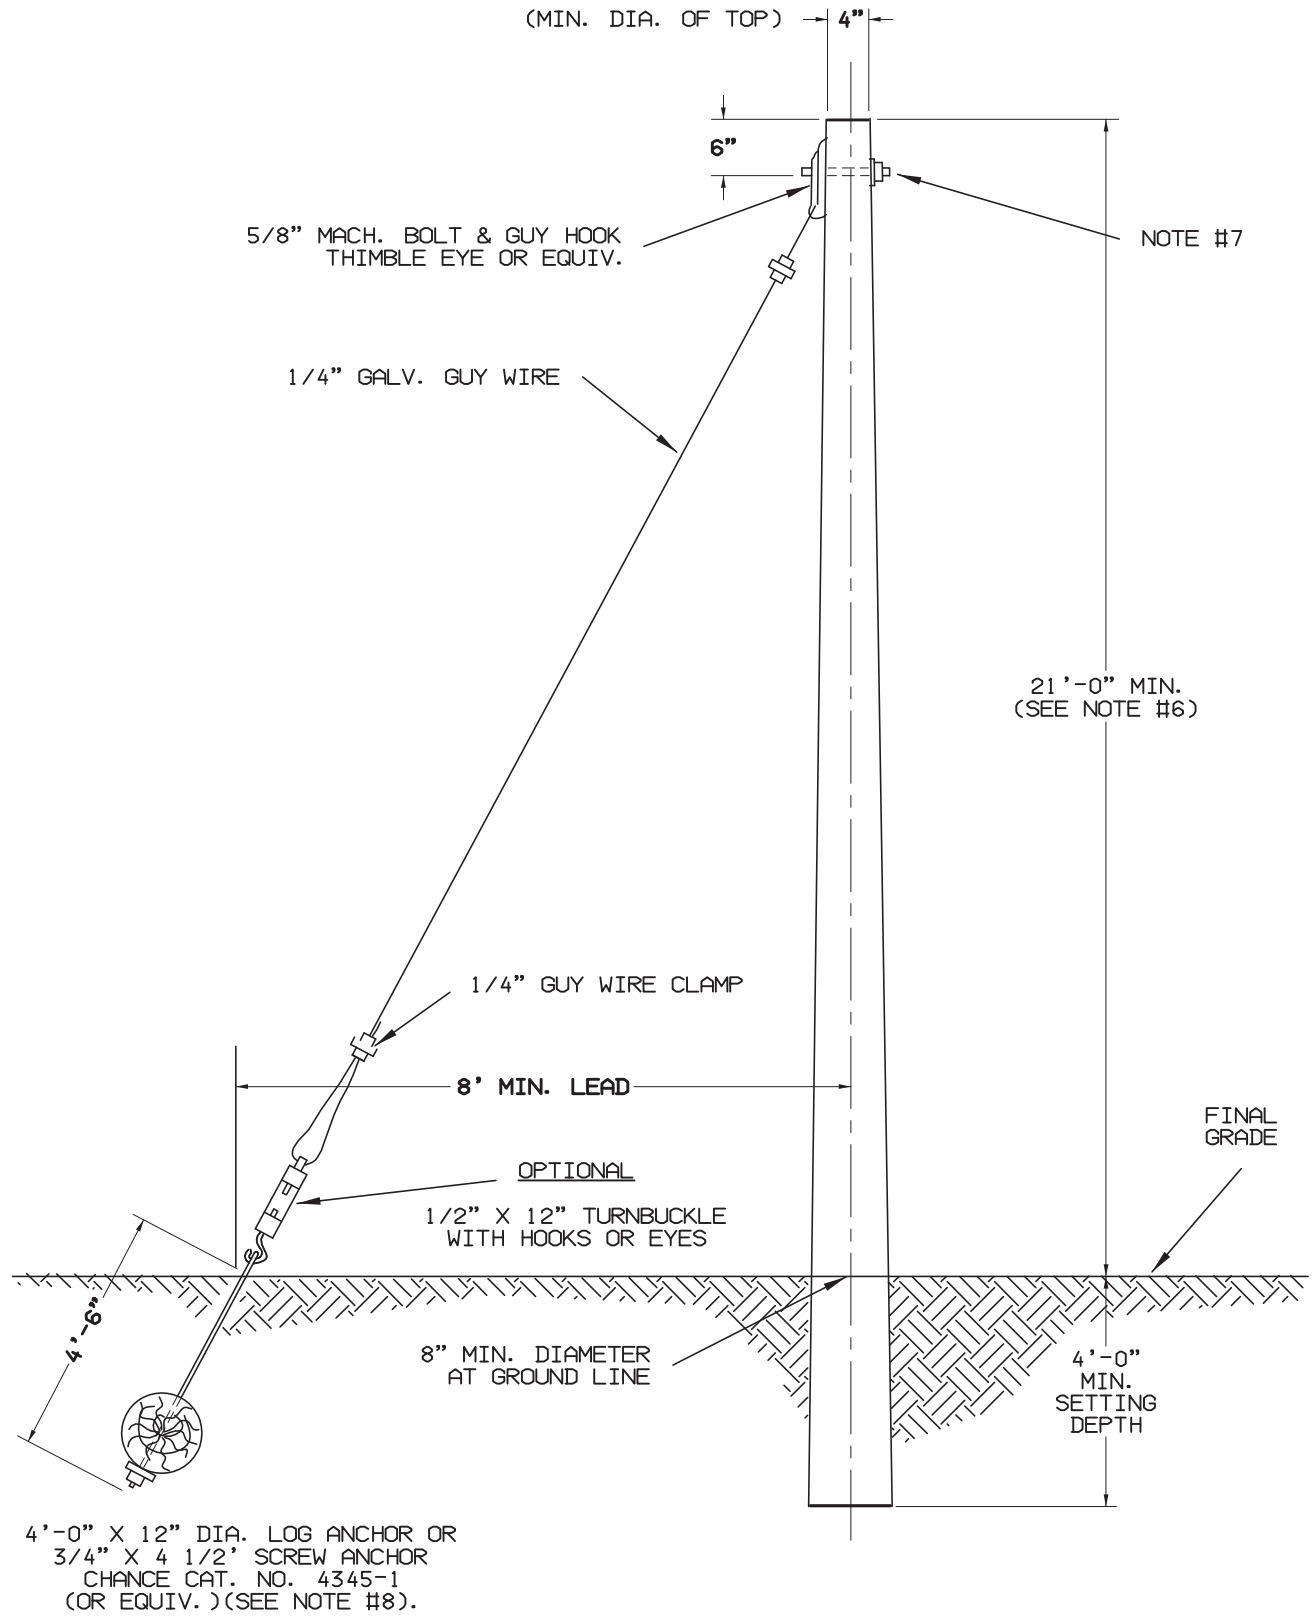 (MIN. DIA. OF TOP)
4"
6"
5/8" MACH. BOLT & GUY HOOK
THIMBLE EYE OR EQUIV.
NOTE #7
1/4" GALV. GUY WIRE
21'-0" MIN.
(SEE NOTE #6)
1/4" GUY WIRE CLAMP
8' MIN. LEAD
FINAL
GRADE
OPTIONAL
1/2" X 12" TURNBUCKLE
WITH HOOKS OR EYES
4'-6"
8" MIN. DIAMETER
AT GROUND LINE
4'-0"
MIN.
SETTING
DEPTH
4'-0" X 12" DIA. LOG ANCHOR OR
3/4" X 4 1/2' SCREW ANCHOR
CHANCE CAT. NO. 4345-1
(OR EQUIV.)(SEE NOTE #8).